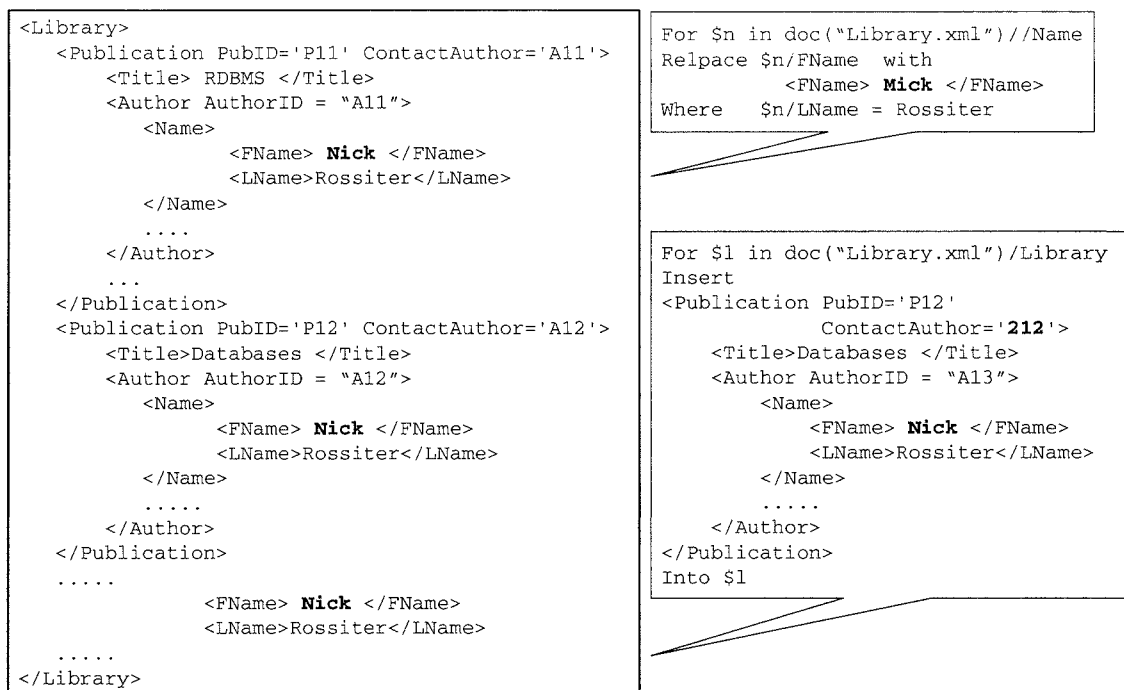 <Library>
<Publication PubID='P11' ContactAuthor='A11'>
<Title> RDBMS </Title>
<Author AuthorID = “A11”>
<Name>
<FName> Nick </FName>
<LName>Rossiter</LName>
</Name>
....
</Author>
...
</Publication>
<Publication PubID='P12' ContactAuthor='A12'>
<Title>Databases </Title>
<Author AuthorID = “A12”>
<Name>
<FName> Nick </FName>
<LName>Rossiter</LName>
</Name>
.....
</Author>
</Publication>
.....
<FName> Nick </FName>
<LName>Rossiter</LName>
.....
</Library>
For $n in doc(“Library.xml”)//Name
Relpace $n/FName with
<FName> Mick </FName>
Where $n/LName = Rossiter
For $l in doc(“Library.xml”)/Library
Insert
<Publication PubID='P12'
ContactAuthor='212'>
<Title>Databases </Title>
<Author AuthorID = “A13”>
<Name>
<FName> Nick </FName>
<LName>Rossiter</LName>
</Name>
.....
</Author>
</Publication>
Into $l